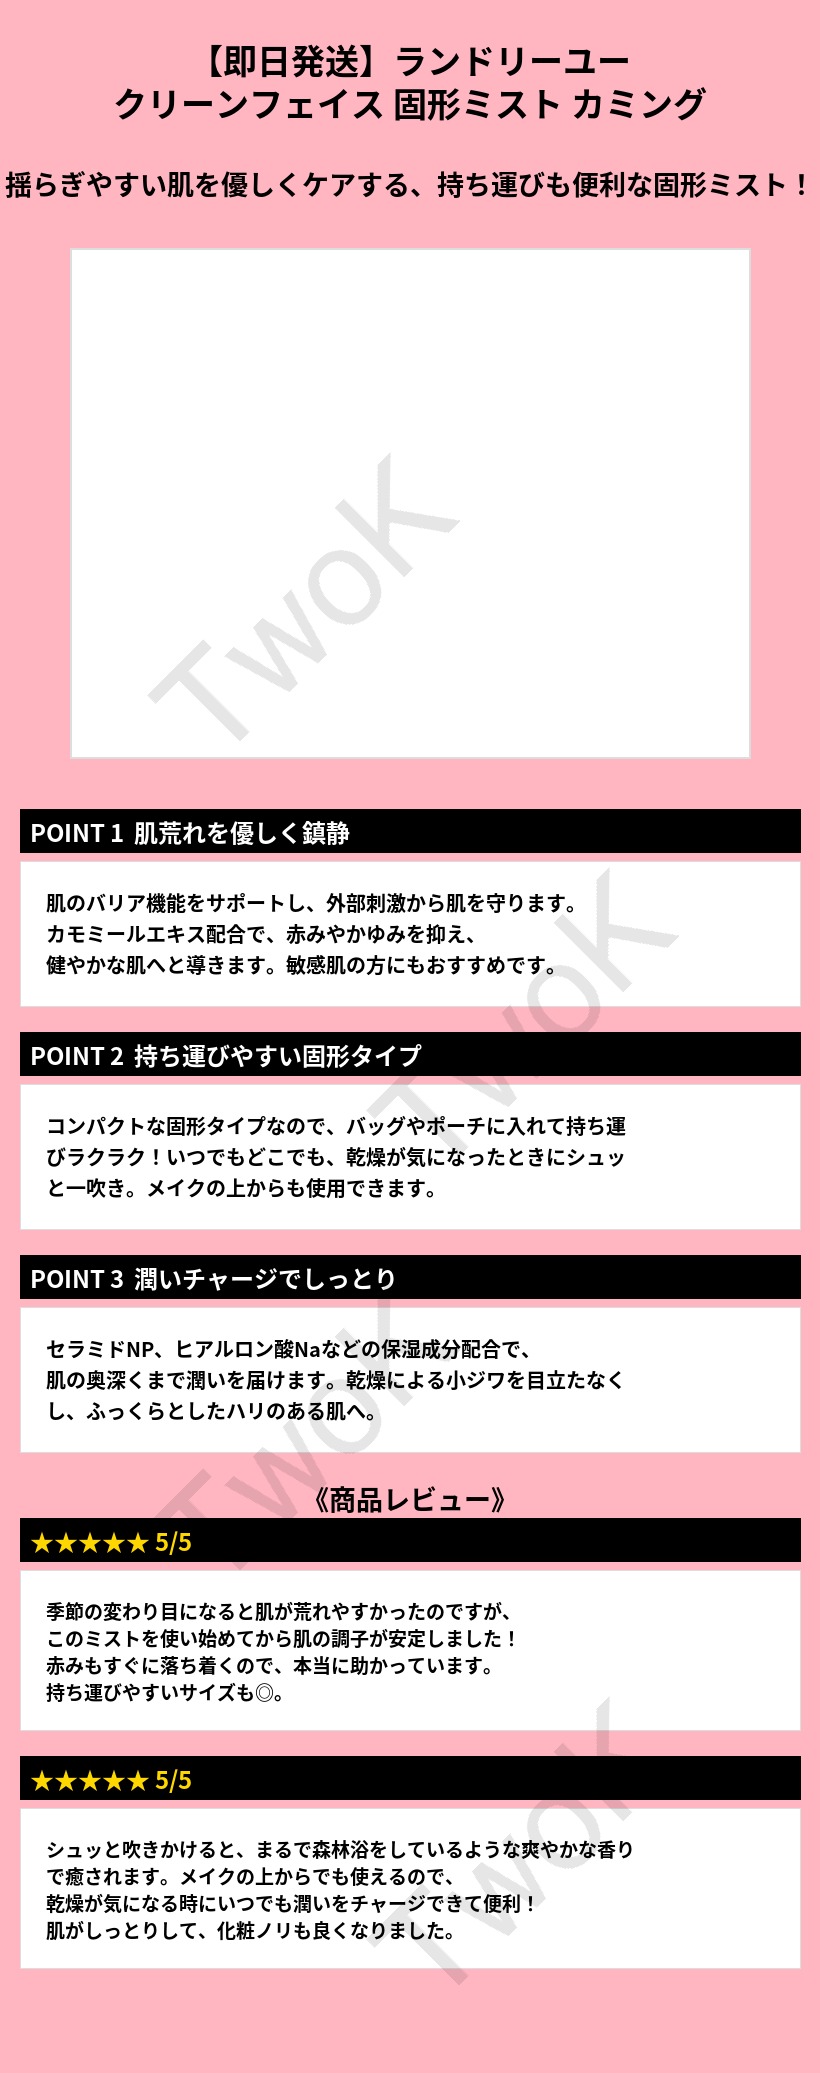 【即日発送】ランドリーユー
クリーンフェイス 固形ミスト カミング
揺らぎやすい肌を優しくケアする、持ち運びも便利な固形ミスト！
TwoK
POINT 1 肌荒れを優しく鎮静
肌のバリア機能をサポートし、外部刺激から肌を守ります。
カモミールエキス配合で、赤みやかゆみを抑え、
健やかな肌へと導きます。敏感肌の方にもおすすめです。
TwoK
POINT 2 持ち運びやすい固形タイプ
コンパクトな固形タイプなので、バッグやポーチに入れて持ち運
びラクラク！いつでもどこでも、乾燥が気になったときにシュッ
と一吹き。メイクの上からも使用できます。
POINT 3 潤いチャージでしっとり
セラミドNP、ヒアルロン酸Naなどの保湿成分配合で、
肌の奥深くまで潤いを届けます。乾燥による小ジワを目立たなく
し、ふっくらとしたハリのある肌へ。
TwoK
《商品レビュー》
★★★★★ 5/5
季節の変わり目になると肌が荒れやすかったのですが、
このミストを使い始めてから肌の調子が安定しました！
赤みもすぐに落ち着くので、本当に助かっています。
持ち運びやすいサイズも◎。
★★★★★ 5/5
シュッと吹きかけると、まるで森林浴をしているような爽やかな香り
で癒されます。メイクの上からでも使えるので、
乾燥が気になる時にいつでも潤いをチャージできて便利！
肌がしっとりして、化粧ノリも良くなりました。
TwoK